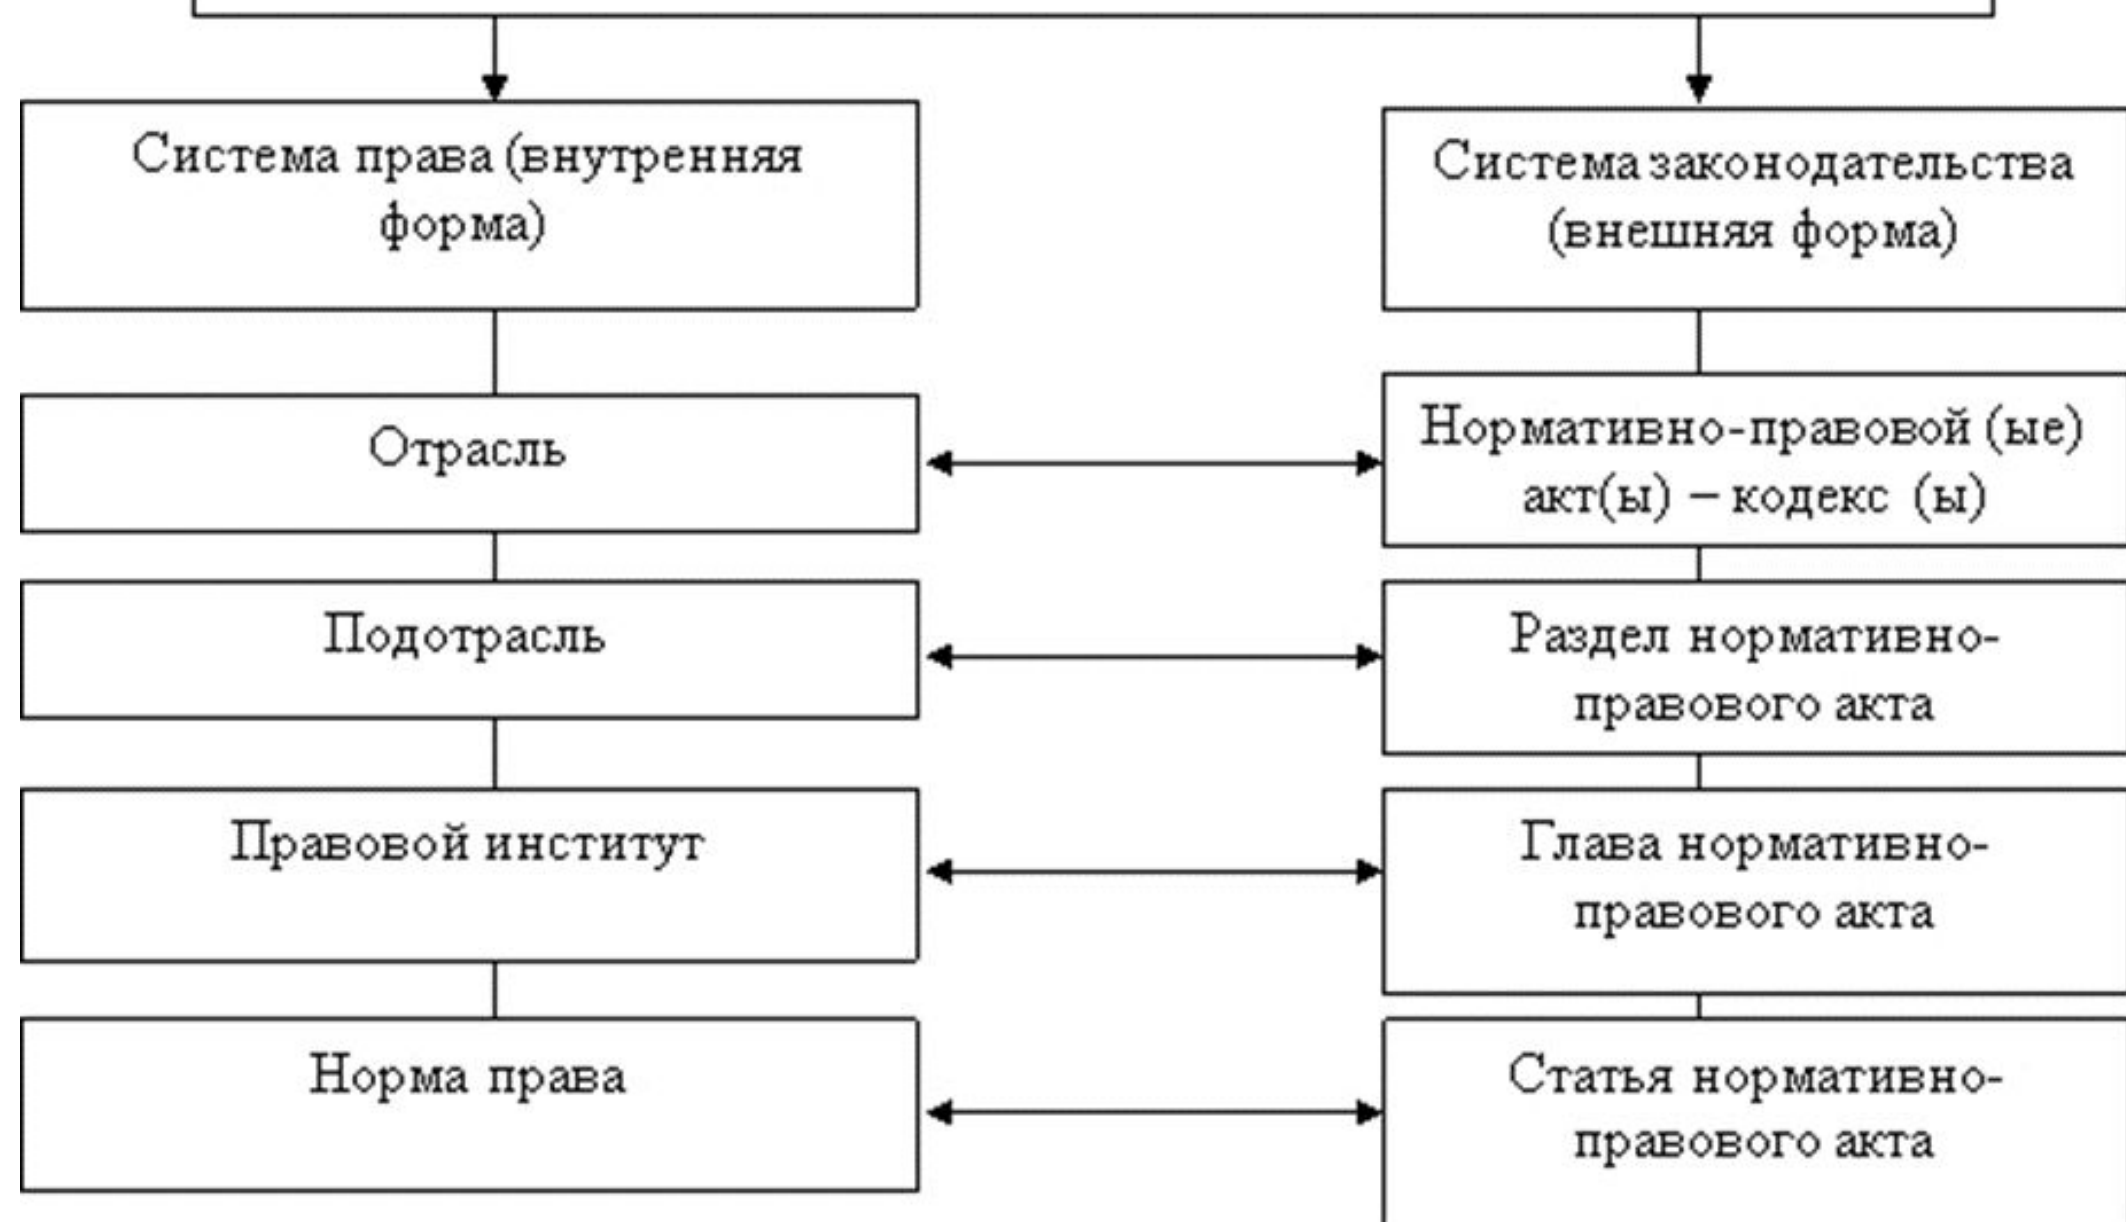 Система права (внутренняя
форма)
Система законодательства
(внешняя форма)
Отрасль
Нормативно-правовой (ые)
акт(ы) – кодекс (ы)
Подотрасль
Раздел нормативно-
правового акта
Правовой институт
Глава нормативно-
правового акта
Норма права
Статья нормативно-
правового акта